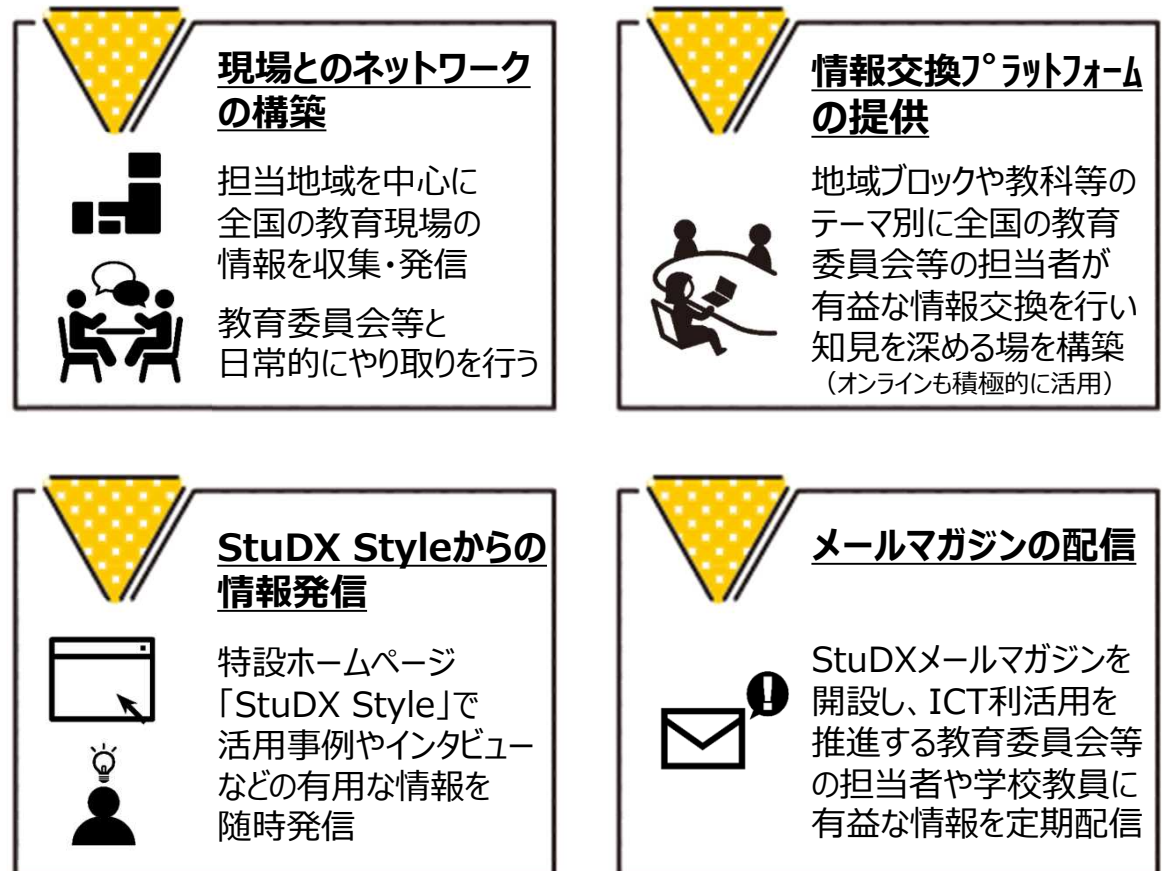 現場とのネットワーク
の構築
担当地域を中心に
全国の教育現場の
情報を収集・発信
教育委員会等と
日常的にやり取りを行う
情報交換プラットフォーム
の提供
地域ブロックや教科等の
テーマ別に全国の教育
委員会等の担当者が
有益な情報交換を行い
知見を深める場を構築
（オンラインも積極的に活用）
StuDX Styleからの
情報発信
特設ホームページ
「StuDX Style」で
活用事例やインタビュー
などの有用な情報を
随時発信
メールマガジンの配信
StuDXメールマガジンを
開設し、ICT利活用を
推進する教育委員会等
の担当者や学校教員に
有益な情報を定期配信